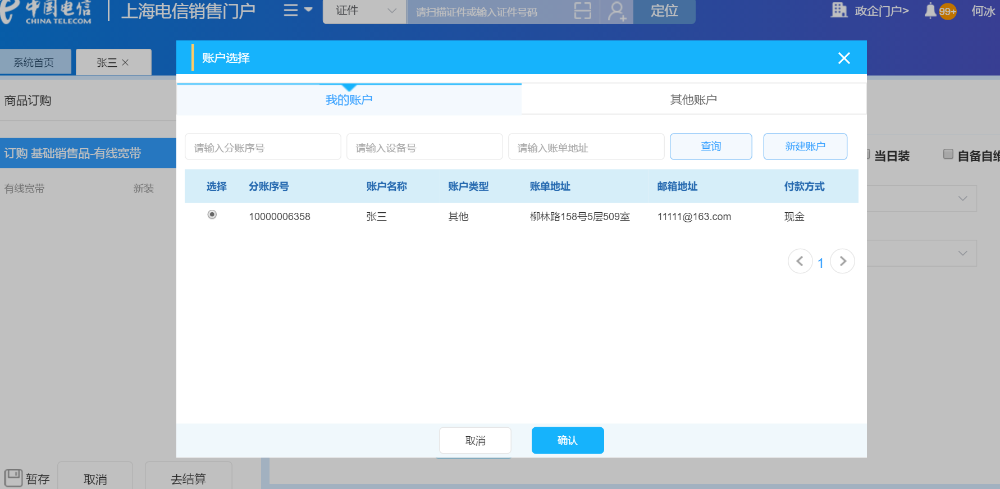 中国电信
CHINA TELECOM
上海电信销售门户
证件
请扫描证件或输入证件号码
定位
政企门户>
99+
何冰
系统首页
张三
账户选择
商品订购
我的账户
其他账户
订购 基础销售品-有线宽带
请输入分账序号
请输入设备号
请输入账单地址
查询
新建账户
当日装
自备自维
有线宽带
新装
选择 分账序号 账户名称 账户类型 账单地址 邮箱地址 付款方式
10000006358 张三 其他 柳林路158号5层509室 11111@163.com 现金
1
取消
确认
暂存
取消
去结算